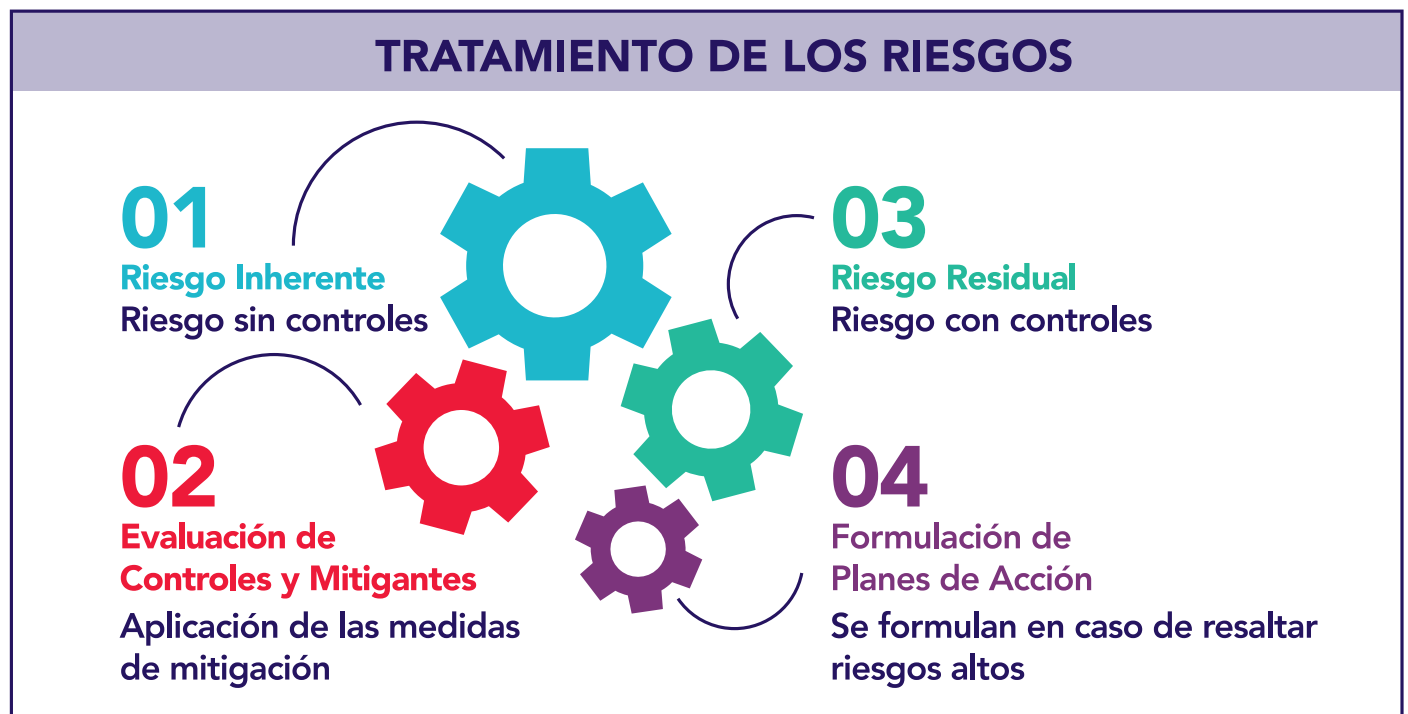 TRATAMIENTO DE LOS RIESGOS
01
Riesgo Inherente
Riesgo sin controles
02
Evaluación de
Controles y Mitigantes
Aplicación de las medidas
de mitigación
03
Riesgo Residual
Riesgo con controles
04
Formulación de
Planes de Acción
Se formulan en caso de resaltar
riesgos altos